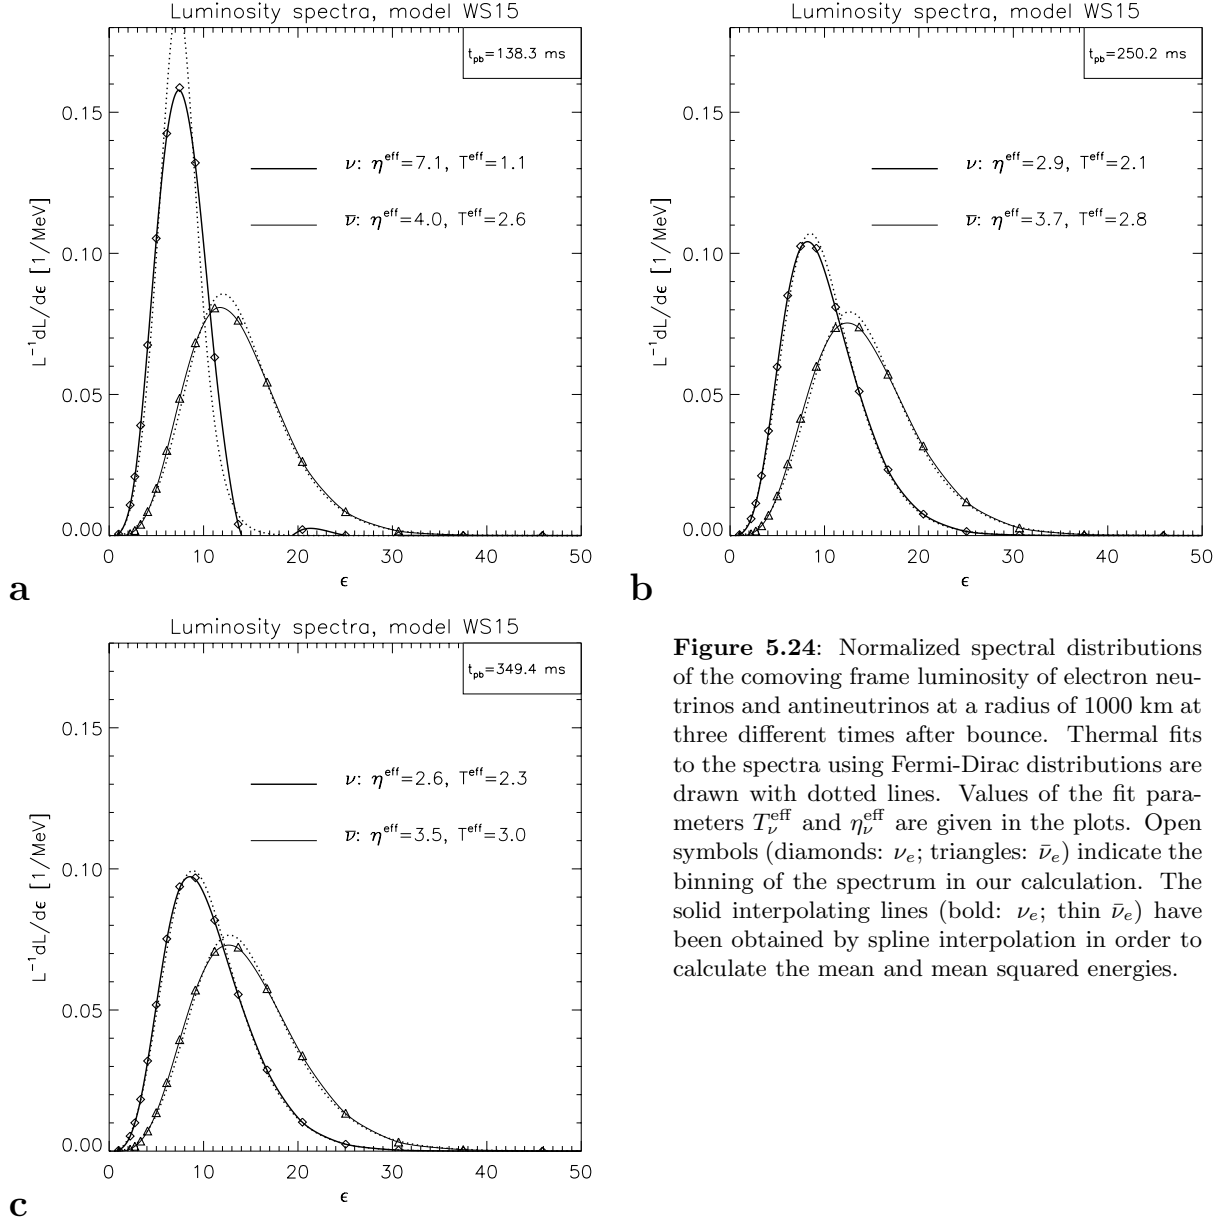 Luminosity spectra, model WS15
t_pb=138.3 ms
0.15
ν: η^eff=7.1, T^eff=1.1
ν̅: η^eff=4.0, T^eff=2.6
0.10
0.05
0.00
L⁻¹dL/dϵ [1/MeV]
0 10 20 30 40 50
ϵ
a
Luminosity spectra, model WS15
t_pb=250.2 ms
0.15
ν: η^eff=2.9, T^eff=2.1
ν̅: η^eff=3.7, T^eff=2.8
0.10
0.05
0.00
L⁻¹dL/dϵ [1/MeV]
0 10 20 30 40 50
ϵ
b
Luminosity spectra, model WS15
t_pb=349.4 ms
0.15
ν: η^eff=2.6, T^eff=2.3
ν̅: η^eff=3.5, T^eff=3.0
0.10
0.05
0.00
L⁻¹dL/dϵ [1/MeV]
0 10 20 30 40 50
ϵ
c
Figure 5.24: Normalized spectral distributions
of the comoving frame luminosity of electron neu-
trinos and antineutrinos at a radius of 1000 km at
three different times after bounce. Thermal fits
to the spectra using Fermi-Dirac distributions are
drawn with dotted lines. Values of the fit para-
meters T_ν^eff and η_ν^eff are given in the plots. Open
symbols (diamonds: ν_e; triangles: ν̄_e) indicate the
binning of the spectrum in our calculation. The
solid interpolating lines (bold: ν_e; thin ν̄_e) have
been obtained by spline interpolation in order to
calculate the mean and mean squared energies.